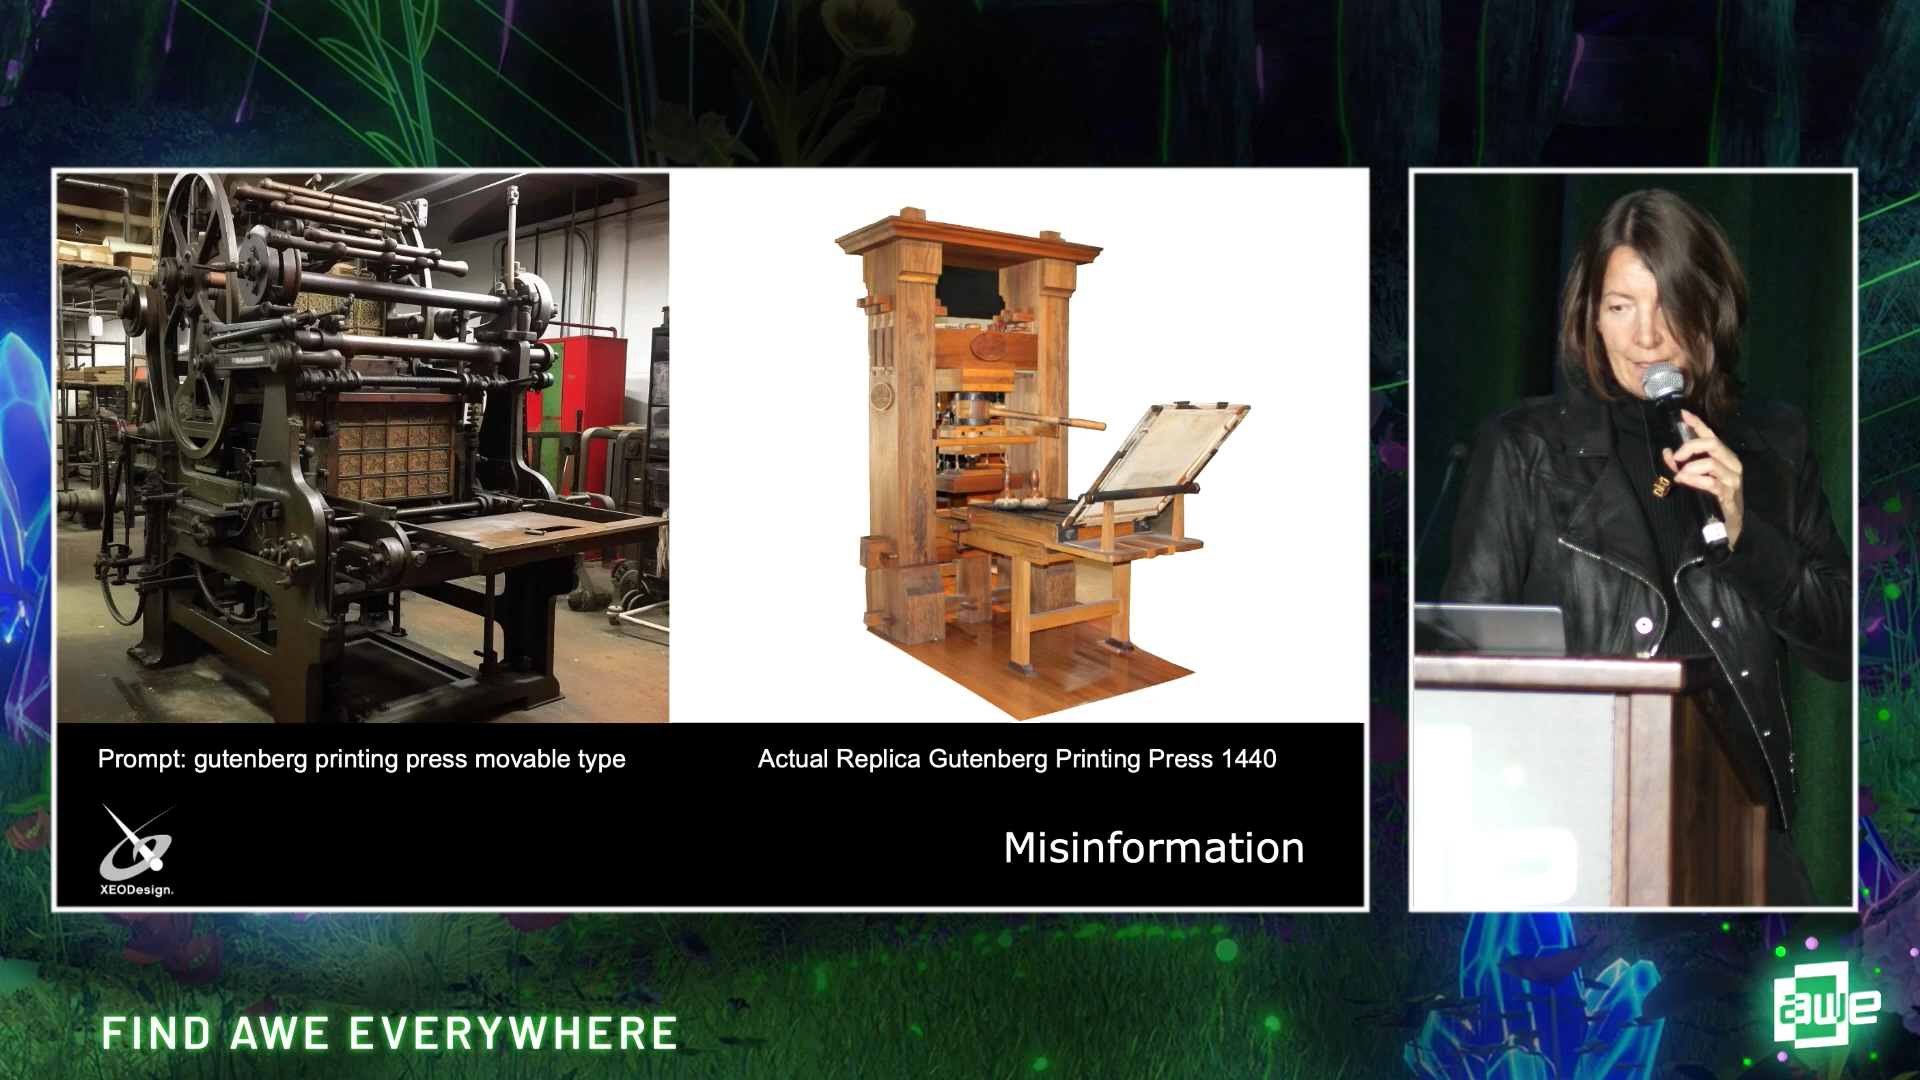 Prompt: gutenberg printing press movable type
Actual Replica Gutenberg Printing Press 1440
Misinformation
XEODesign.
FIND AWE EVERYWHERE
awe